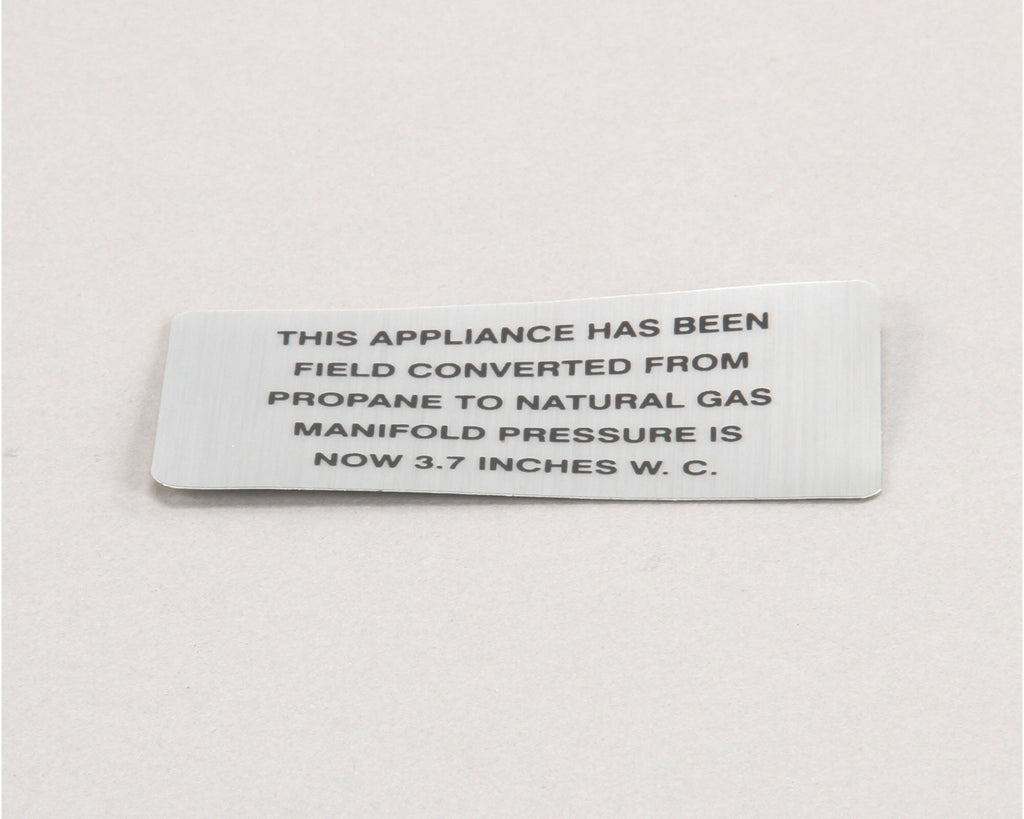 THIS APPLIANCE HAS BEEN
FIELD CONVERTED FROM
PROPANE TO NATURAL GAS
MANIFOLD PRESSURE IS
NOW 3.7 INCHES W. C.